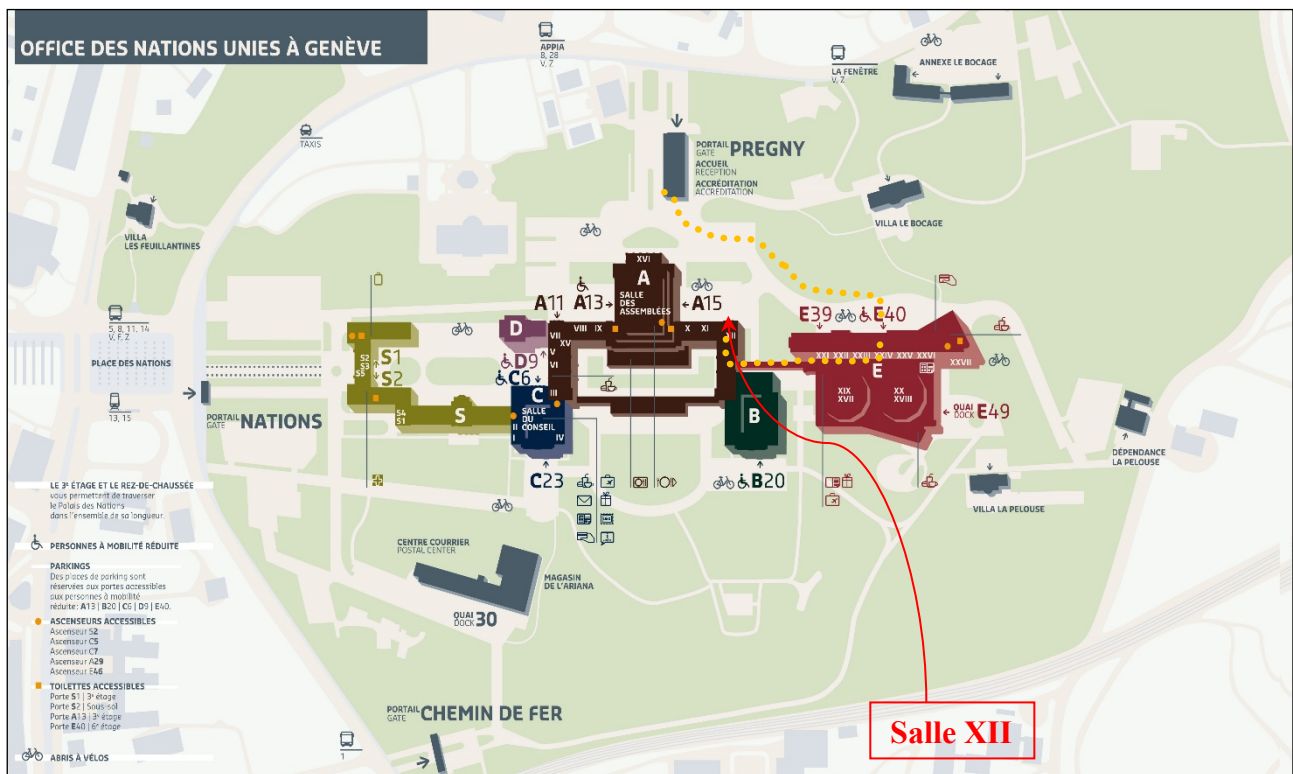 OFFICE DES NATIONS UNIES À GENÈVE
APPIA
8, 28
V, Z
LA FENÊTRE
V, Z
ANNEXE LE BOCAGE
TAXIS
PORTAIL
GATE
PREGNY
ACCUEIL
RECEPTION
ACCRÉDITATION
ACCREDITATION
VILLA
LES FEUILLANTINES
VILLA LE BOCAGE
XVI
A
SALLE
DES
ASSEMBLÉES
A11
A13
A15
E39
E40
5, 8, 11, 14
V, F, Z
PLACE DES NATIONS
13, 15
PORTAIL
GATE
NATIONS
S2
S3
S5
S1
S2
S4
S1
S
D
D9
C6
VIII
IX
X
XI
VII
XV
V
VI
III
C
SALLE
DU
CONSEIL
II
I
IV
C23
B
B20
XXI
XXII
XXIII
XXIV
XXV
XXVI
XXVII
E
XIX
XVII
XX
XVIII
QUAI
DOCK
E49
DÉPENDANCE
LA PELOUSE
VILLA LA PELOUSE
LE 3e ÉTAGE ET LE REZ-DE-CHAUSSÉE
vous permettent de traverser
le Palais des Nations
dans l'ensemble de sa longueur.
PERSONNES À MOBILITÉ RÉDUITE
PARKINGS
Des places de parking sont
réservées aux portes accessibles
aux personnes à mobilité
réduite : A13 | B20 | C6 | D9 | E40.
ASCENSEURS ACCESSIBLES
Ascenseur S2
Ascenseur C5
Ascenseur C7
Ascenseur A29
Ascenseur E46
TOILETTES ACCESSIBLES
Porte S1 | 3e étage
Porte S2 | Sous-sol
Porte A13 | 3e étage
Porte E40 | 6e étage
ABRIS À VÉLOS
CENTRE COURRIER
POSTAL CENTER
MAGASIN
DE L'ARIANA
QUAI
DOCK
30
PORTAIL
GATE
CHEMIN DE FER
1
Salle XII